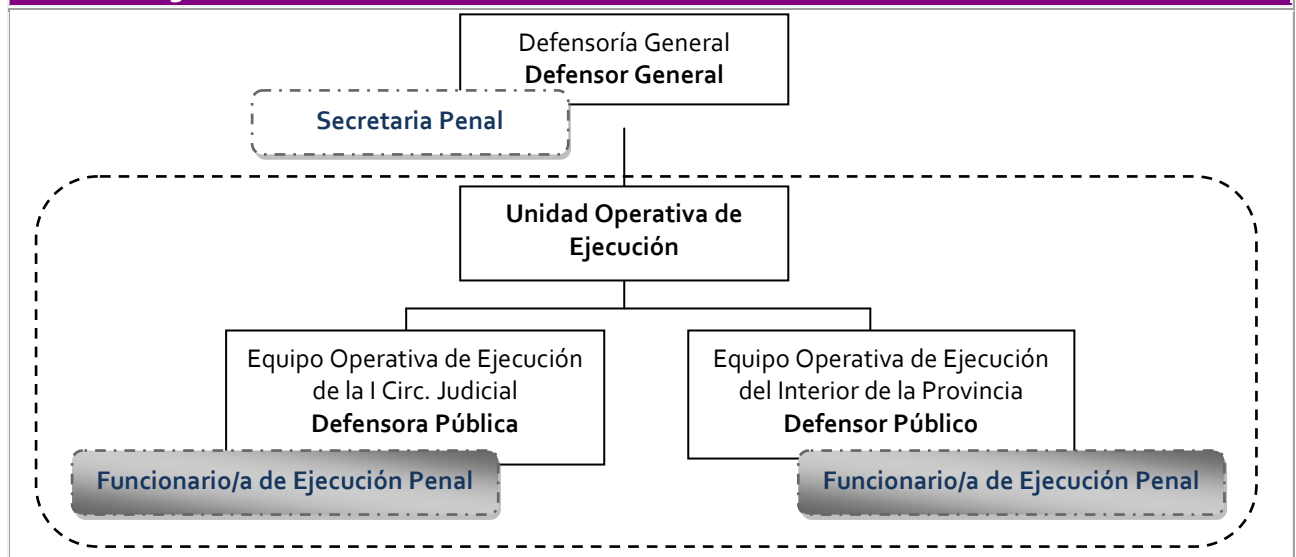 Defensoría General
Defensor General
Secretaria Penal
Unidad Operativa de
Ejecución
Equipo Operativa de Ejecución
de la I Circ. Judicial
Defensora Pública
Funcionario/a de Ejecución Penal
Equipo Operativa de Ejecución
del Interior de la Provincia
Defensor Público
Funcionario/a de Ejecución Penal